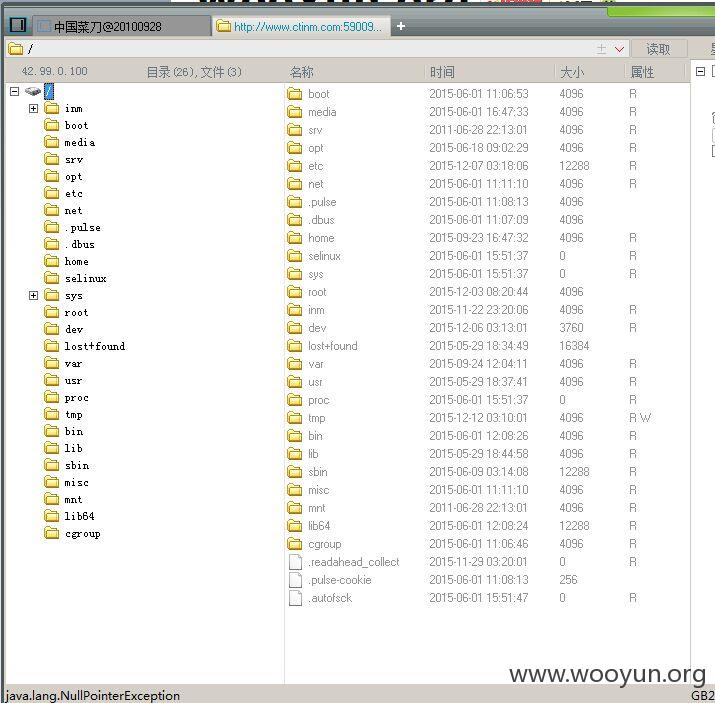 中国菜刀@20100928 http://www.ctinm.com:59009... +
/ 读取
42.99.0.100 目录(26),文件(3) 名称 时间 大小 属性
/
inm
boot
media
srv
opt
etc
net
.pulse
.dbus
home
selinux
sys
root
dev
lost+found
var
usr
proc
tmp
bin
lib
sbin
misc
mnt
lib64
cgroup
boot 2015-06-01 11:06:53 4096 R
media 2015-06-01 16:47:33 4096 R
srv 2011-06-28 22:13:01 4096 R
opt 2015-06-18 09:02:29 4096 R
etc 2015-12-07 03:18:06 12288 R
net 2015-06-01 11:11:10 4096 R
.pulse 2015-06-01 11:08:13 4096
.dbus 2015-06-01 11:07:09 4096
home 2015-09-23 16:47:32 4096 R
selinux 2015-06-01 15:51:37 0 R
sys 2015-06-01 15:51:37 0 R
root 2015-12-03 08:20:44 4096
inm 2015-11-22 23:20:06 4096 R
dev 2015-12-06 03:13:01 3760 R
lost+found 2015-05-29 18:34:49 16384
var 2015-09-24 12:04:11 4096 R
usr 2015-05-29 18:37:41 4096 R
proc 2015-06-01 15:51:37 0 R
tmp 2015-12-12 03:10:01 4096 R W
bin 2015-06-01 12:08:26 4096 R
lib 2015-05-29 18:44:58 4096 R
sbin 2015-06-09 03:14:08 12288 R
misc 2015-06-01 11:11:10 4096 R
mnt 2011-06-28 22:13:01 4096 R
lib64 2015-06-01 12:08:24 12288 R
cgroup 2015-06-01 11:06:46 4096 R
.readahead_collect 2015-11-29 03:20:01 0 R
.pulse-cookie 2015-06-01 11:08:13 256
.autofsck 2015-06-01 15:51:47 0 R
www.wooyun.org
java.lang.NullPointerException GB2